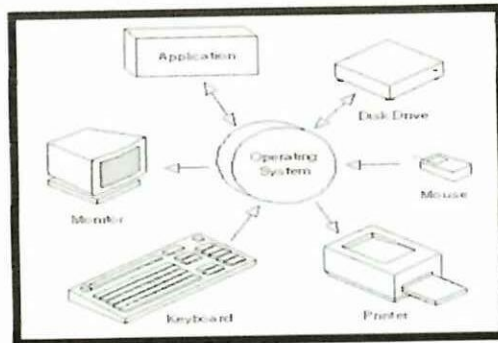 Application
Disk Drive
Operating
System
Monitor
Mouse
Keyboard
Printer